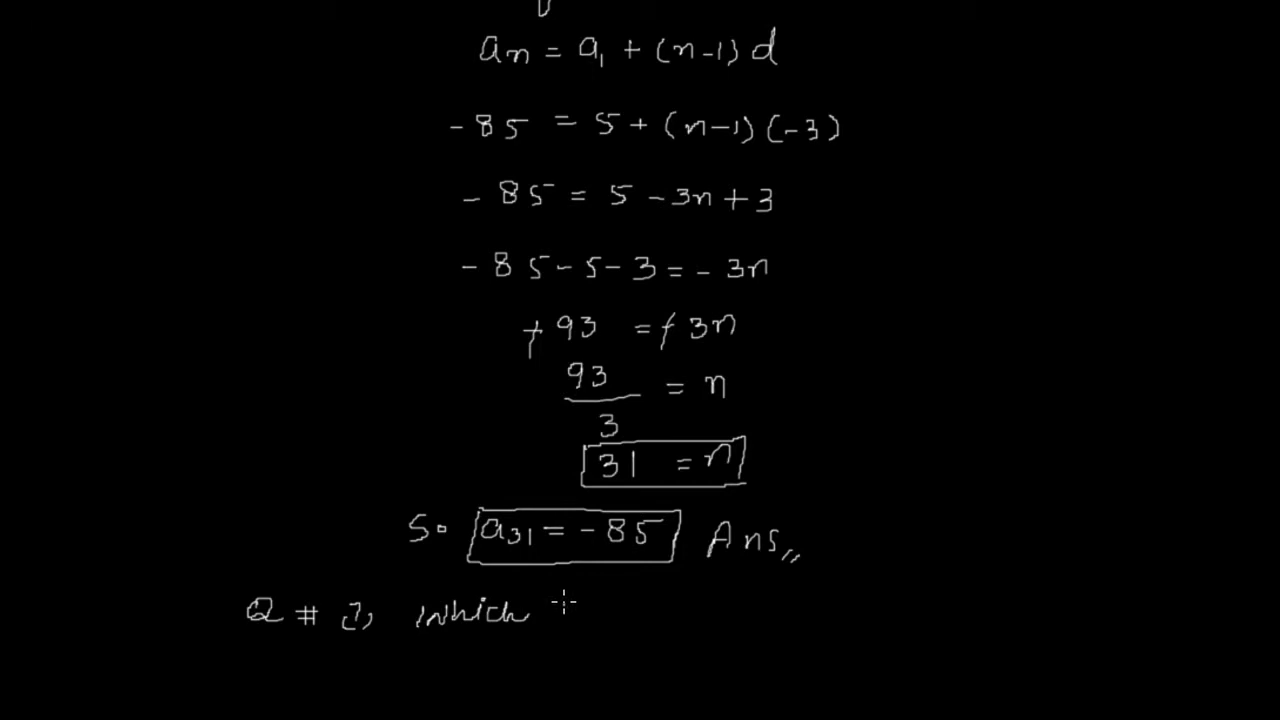 an = a1 + (n-1) d
-85 = 5 + (n-1) (-3)
- 85 = 5 - 3n + 3
- 85 - 5 - 3 = - 3n
+ 93 = + 3n
93
3
= n
31 = n
So a31 = -85 Ans,,
Q # 7, which